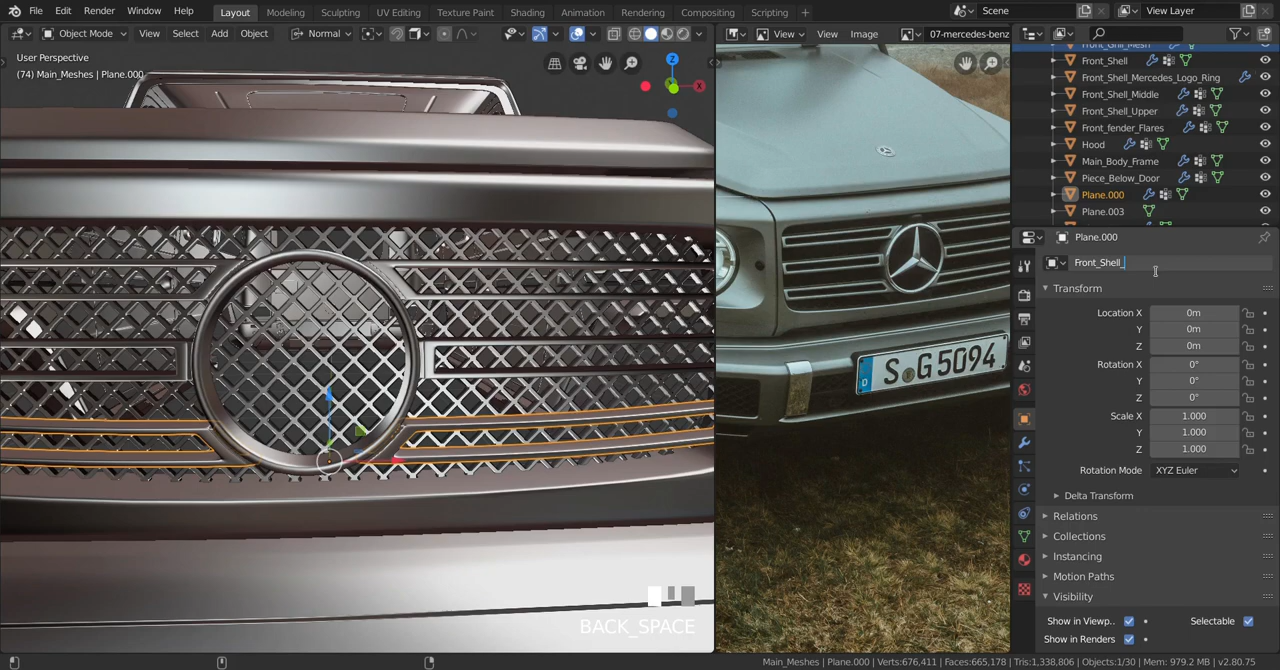 File Edit Render Window Help Layout Modeling Sculpting UV Editing Texture Paint Shading Animation Rendering Compositing Scripting + Scene View Layer
Object Mode View Select Add Object Normal View View Image 07-mercedes-benz
User Perspective
(74) Main_Meshes | Plane.000
Z
X
S G 5094
BACK_SPACE
Front_Grill_Mesh
Front_Shell
Front_Shell_Mercedes_Logo_Ring
Front_Shell_Middle
Front_Shell_Upper
Front_fender_Flares
Hood
Main_Body_Frame
Piece_Below_Door
Plane.000
Plane.003
Plane.000
Front_Shell_
Transform
Location X 0m
Y 0m
Z 0m
Rotation X 0°
Y 0°
Z 0°
Scale X 1.000
Y 1.000
Z 1.000
Rotation Mode XYZ Euler
Delta Transform
Relations
Collections
Instancing
Motion Paths
Visibility
Show in Viewp.. Selectable
Show in Renders
Main_Meshes | Plane.000 | Verts:676,411 | Faces:665,178 | Tris:1,338,806 | Objects:1/30 | Mem: 979.2 MB | v2.80.75